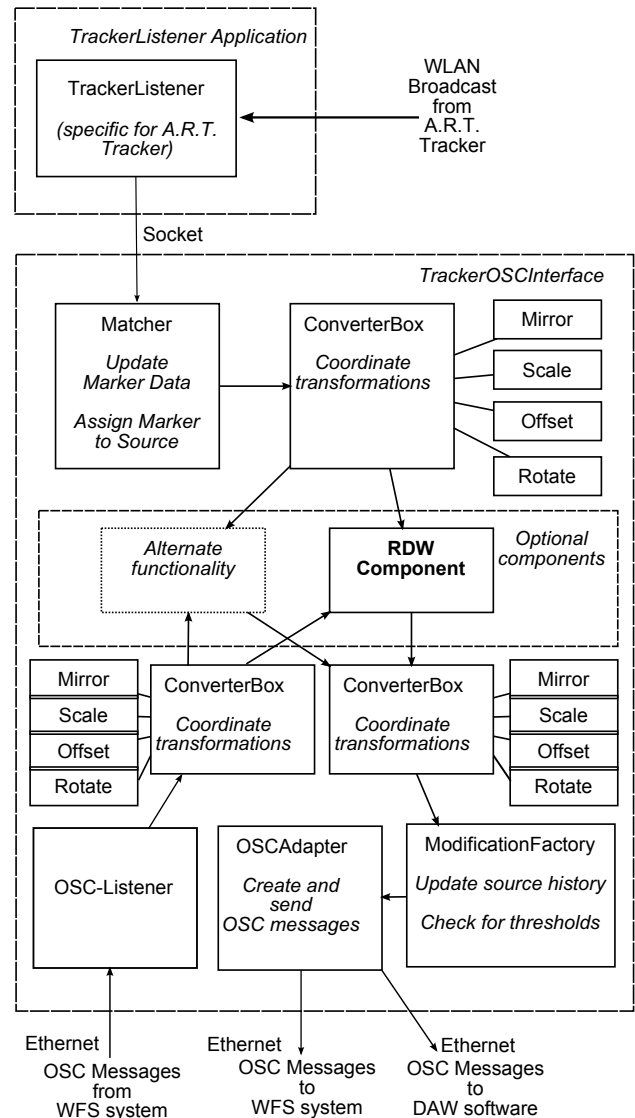 TrackerListener Application
TrackerListener
(specific for A.R.T.
Tracker)
WLAN
Broadcast
from
A.R.T.
Tracker
Socket
TrackerOSCInterface
Matcher
Update
Marker Data
Assign Marker
to Source
ConverterBox
Coordinate
transformations
Mirror
Scale
Offset
Rotate
Alternate
functionality
RDW
Component
Optional
components
Mirror
Scale
Offset
Rotate
ConverterBox
Coordinate
transformations
ConverterBox
Coordinate
transformations
Mirror
Scale
Offset
Rotate
OSC-Listener
OSCAdapter
Create and
send
OSC messages
ModificationFactory
Update source history
Check for thresholds
Ethernet
OSC Messages
from
WFS system
Ethernet
OSC Messages
to
WFS system
Ethernet
OSC Messages
to
DAW software